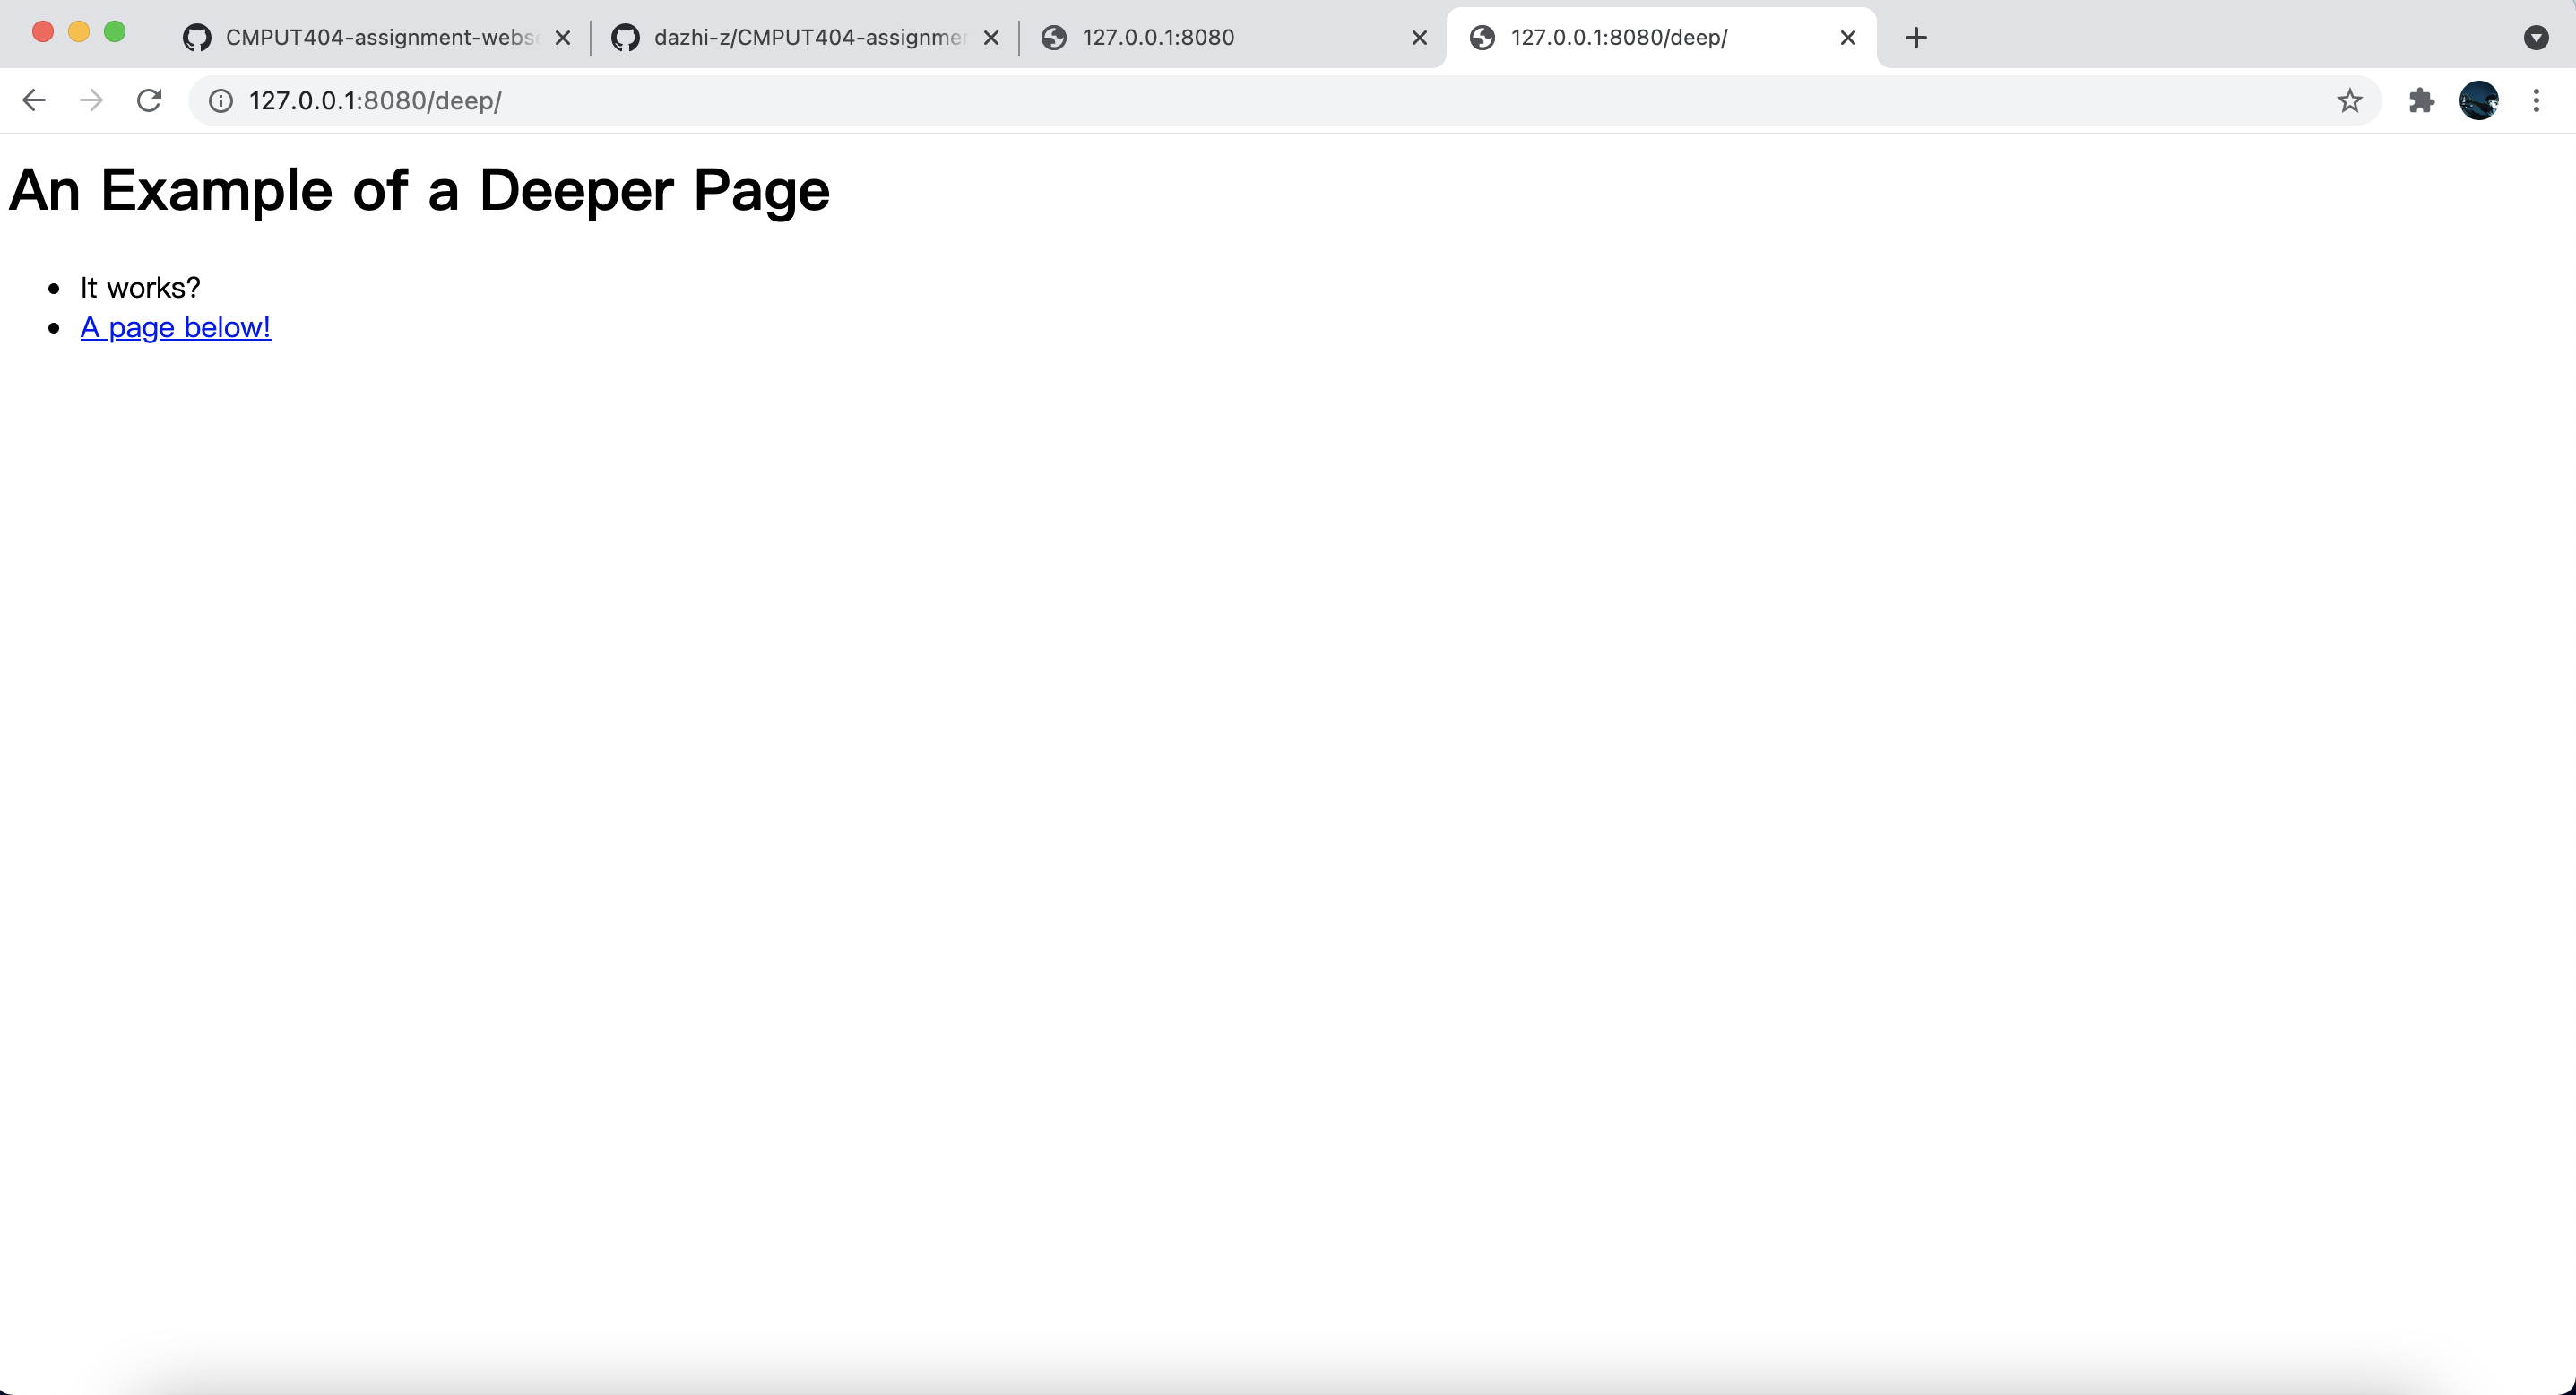 CMPUT404-assignment-webs
dazhi-z/CMPUT404-assignmen
127.0.0.1:8080
127.0.0.1:8080/deep/
127.0.0.1:8080/deep/
An Example of a Deeper Page
It works?
A page below!